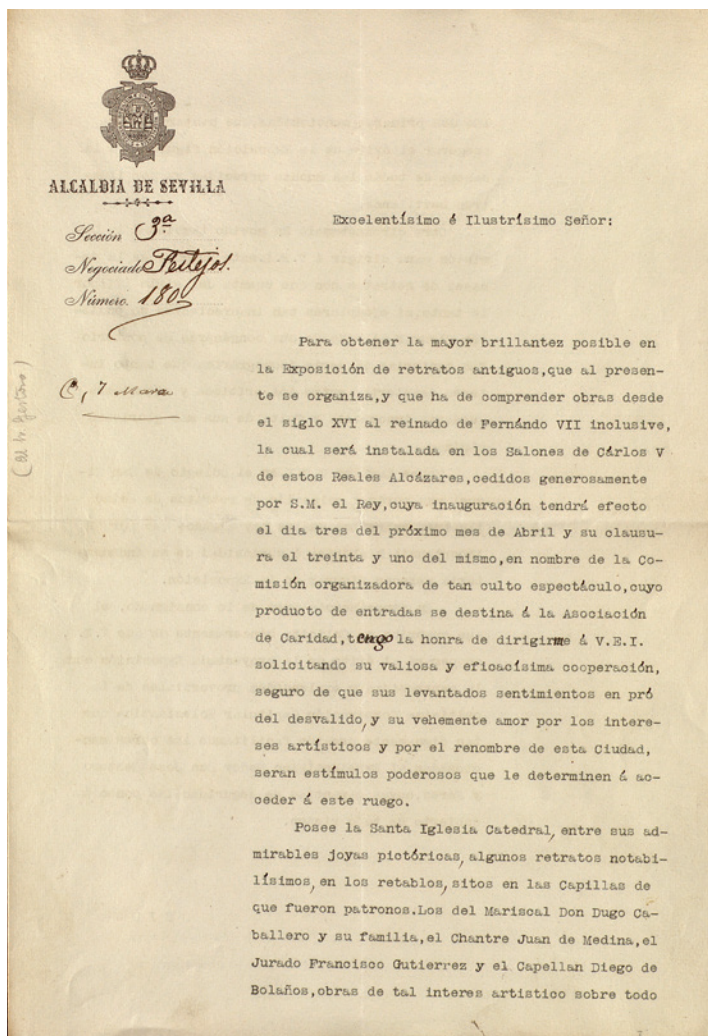 ALCALDIA DE SEVILLA
Sección 3ª
Negociado Festejos.
Número. 180
Excelentísimo é Ilustrísimo Señor:
Para obtener la mayor brillantez posible en
la Exposición de retratos antiguos,que al presen-
te se organiza,y que ha de comprender obras desde
el siglo XVI al reinado de Fernándo VII inclusive,
la cual será instalada en los Salones de Cárlos V
de estos Reales Alcázares,cedidos generosamente
por S.M. el Rey,cuya inauguración tendrá efecto
el dia tres del próximo mes de Abril y su clausu-
ra el treinta y uno del mismo,en nombre de la Co-
misión organizadora de tan culto espectáculo,cuyo
producto de entradas se destina á la Asociación
de Caridad,tengo la honra de dirigirme á V.E.I.
solicitando su valiosa y eficacísima cooperación,
seguro de que sus levantados sentimientos en pró
del desvalido,y su vehemente amor por los intere-
ses artísticos y por el renombre de esta Ciudad,
seran estímulos poderosos que le determinen á ac-
ceder á este ruego.
Posee la Santa Iglesia Catedral,entre sus ad-
mirables joyas pictóricas,algunos retratos notabi-
lísimos,en los retablos,sitos en las Capillas de
que fueron patronos.Los del Mariscal Don Dugo Ca-
ballero y su familia,el Chantre Juan de Medina,el
Jurado Francisco Gutierrez y el Capellan Diego de
Bolaños,obras de tal interes artistico sobre todo